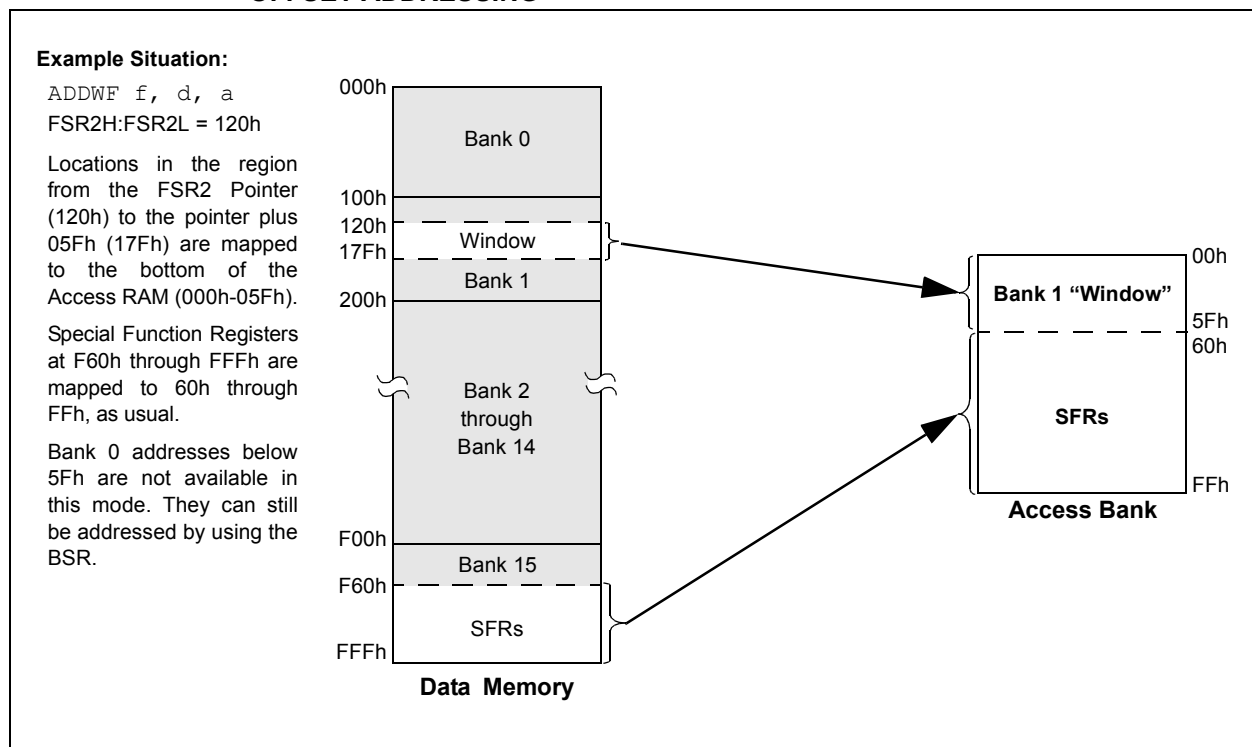 OFFSET ADDRESSING
Example Situation:
ADDWF f, d, a
FSR2H:FSR2L = 120h
Locations in the region
from the FSR2 Pointer
(120h) to the pointer plus
05Fh (17Fh) are mapped
to the bottom of the
Access RAM (000h-05Fh).
Special Function Registers
at F60h through FFFh are
mapped to 60h through
FFh, as usual.
Bank 0 addresses below
5Fh are not available in
this mode. They can still
be addressed by using the
BSR.
000h
Bank 0
100h
120h
Window
17Fh
Bank 1
200h
Bank 2
through
Bank 14
F00h
Bank 15
F60h
SFRs
FFFh
Data Memory
00h
Bank 1 “Window”
5Fh
60h
SFRs
FFh
Access Bank